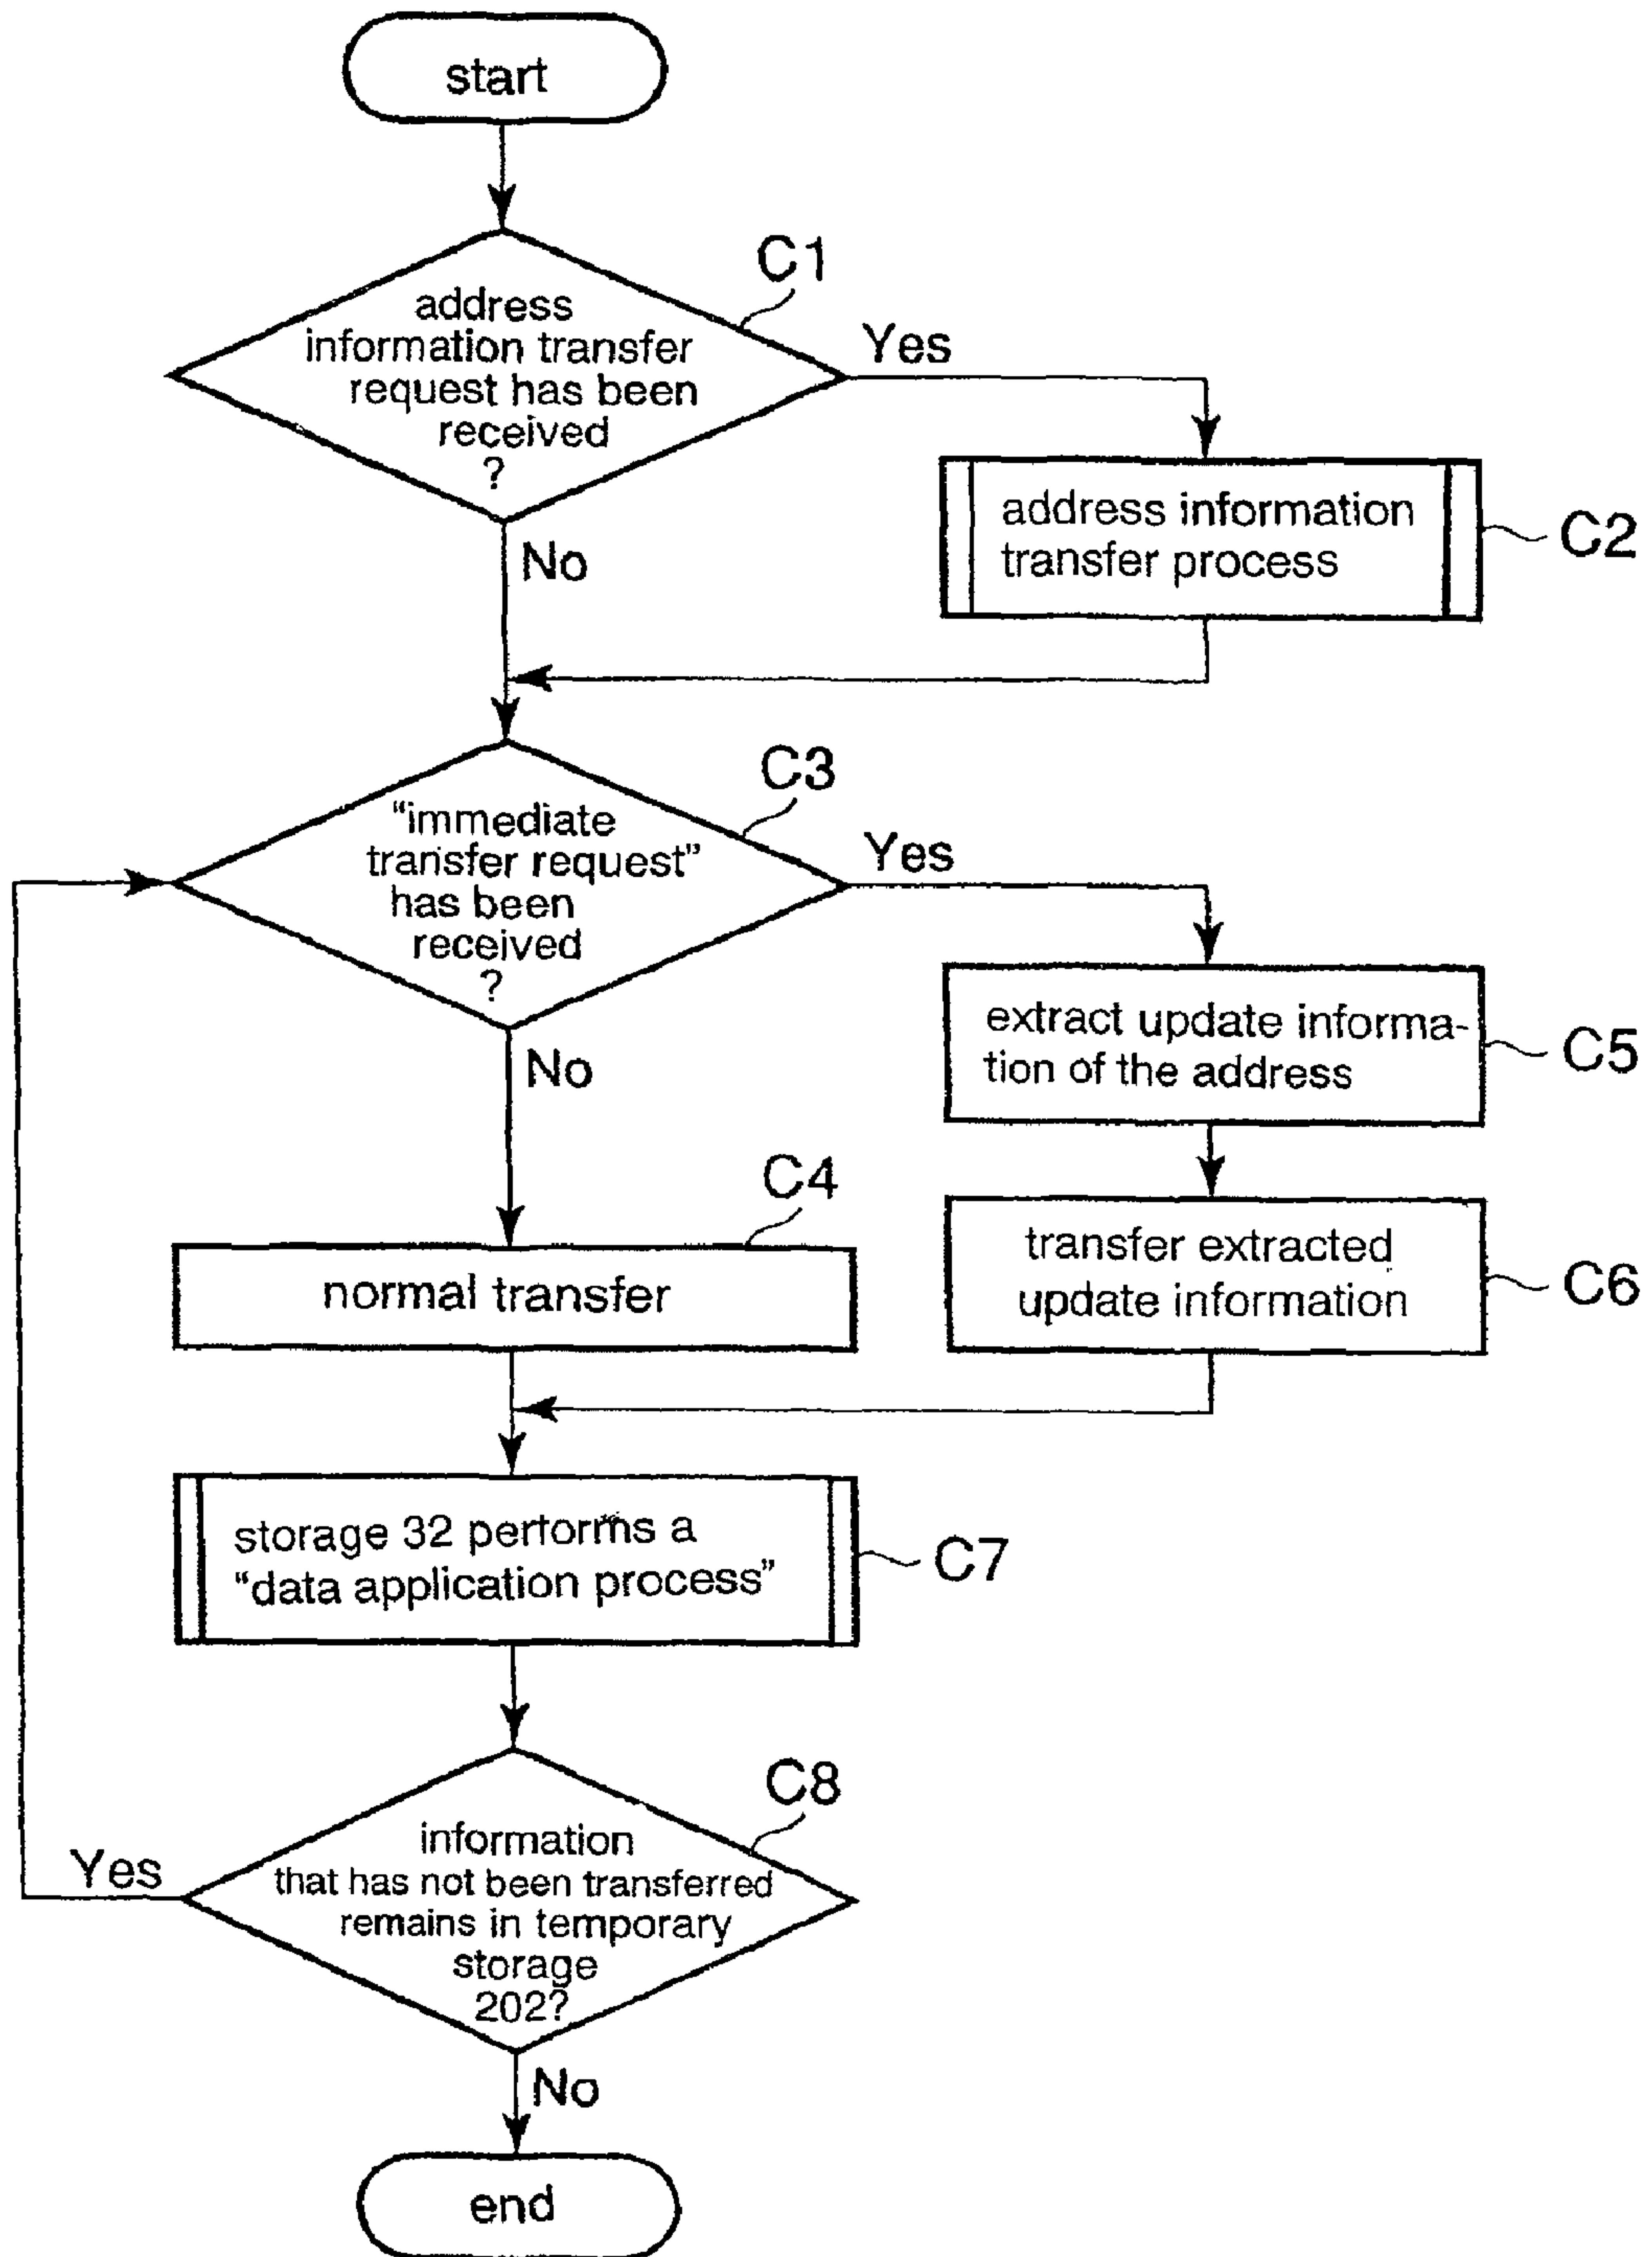 start
C1
address
information transfer
request has been
received
?
Yes
No
address information
transfer process
C2
C3
“immediate
transfer request”
has been
received
?
Yes
No
extract update informa-
tion of the address
C5
C4
normal transfer
transfer extracted
update information
C6
storage 32 performs a
“data application process”
C7
C8
information
that has not been transferred
remains in temporary
storage
202?
Yes
No
end